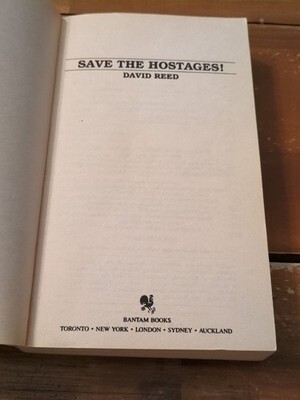 SAVE THE HOSTAGES!
DAVID REED
BANTAM BOOKS
TORONTO • NEW YORK • LONDON • SYDNEY • AUCKLAND